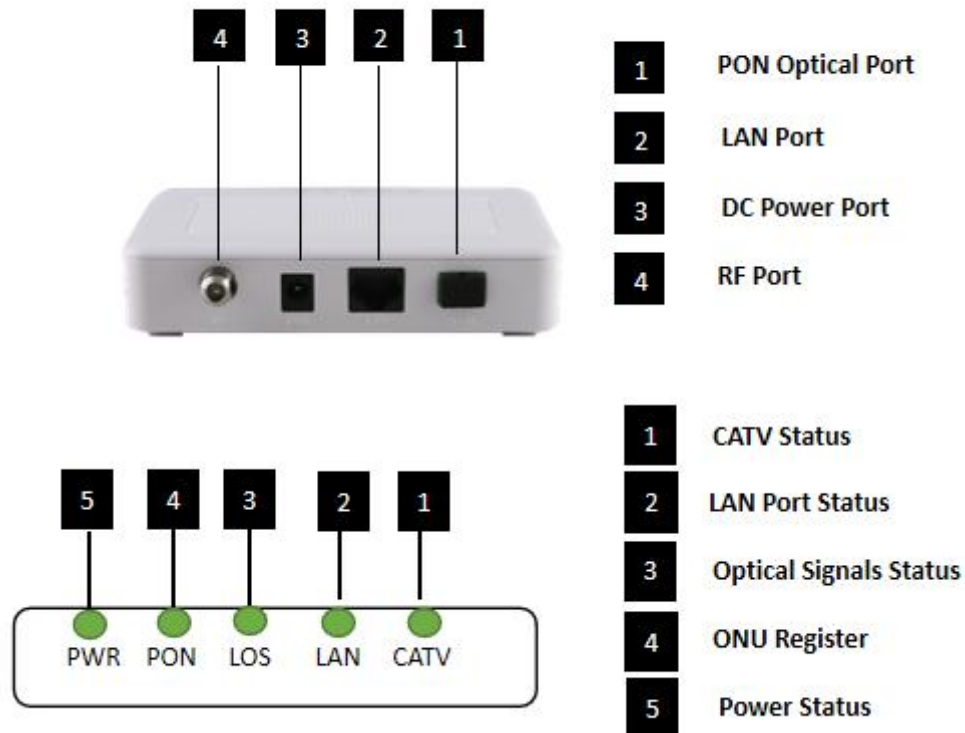 4 3 2 1
1 PON Optical Port
2 LAN Port
3 DC Power Port
4 RF Port
5 4 3 2 1
PWR PON LOS LAN CATV
1 CATV Status
2 LAN Port Status
3 Optical Signals Status
4 ONU Register
5 Power Status